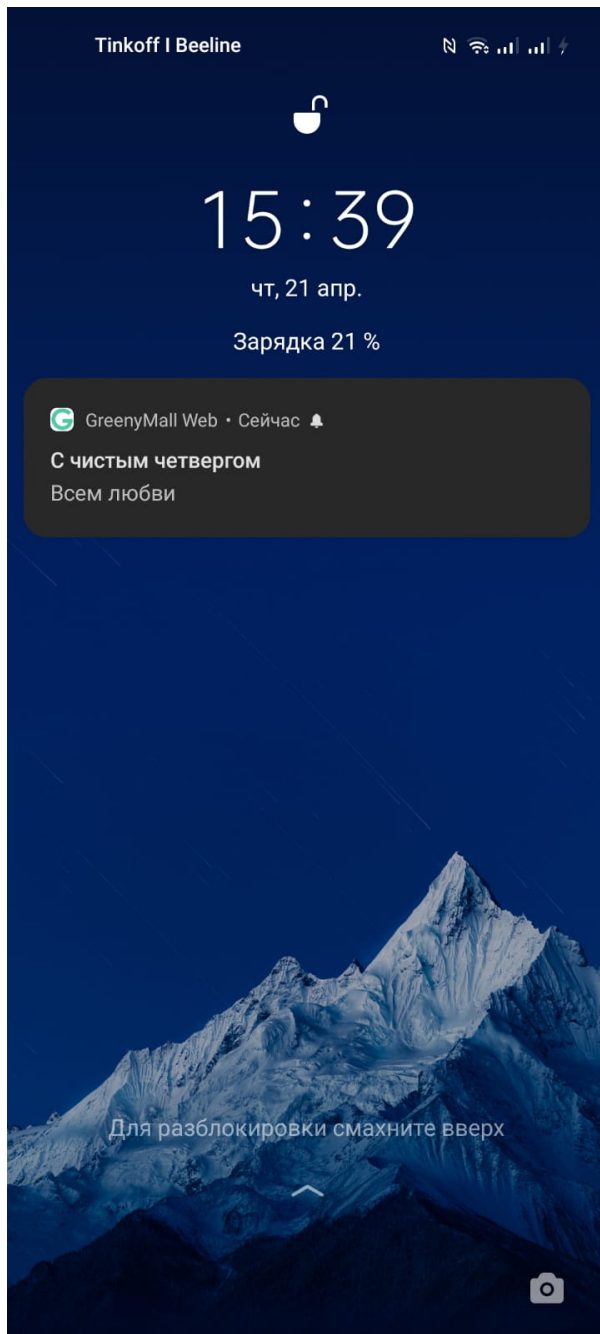 Tinkoff I Beeline
15:39
чт, 21 апр.
Зарядка 21 %
GreenyMall Web • Сейчас
С чистым четвергом
Всем любви
Для разблокировки смахните вверх